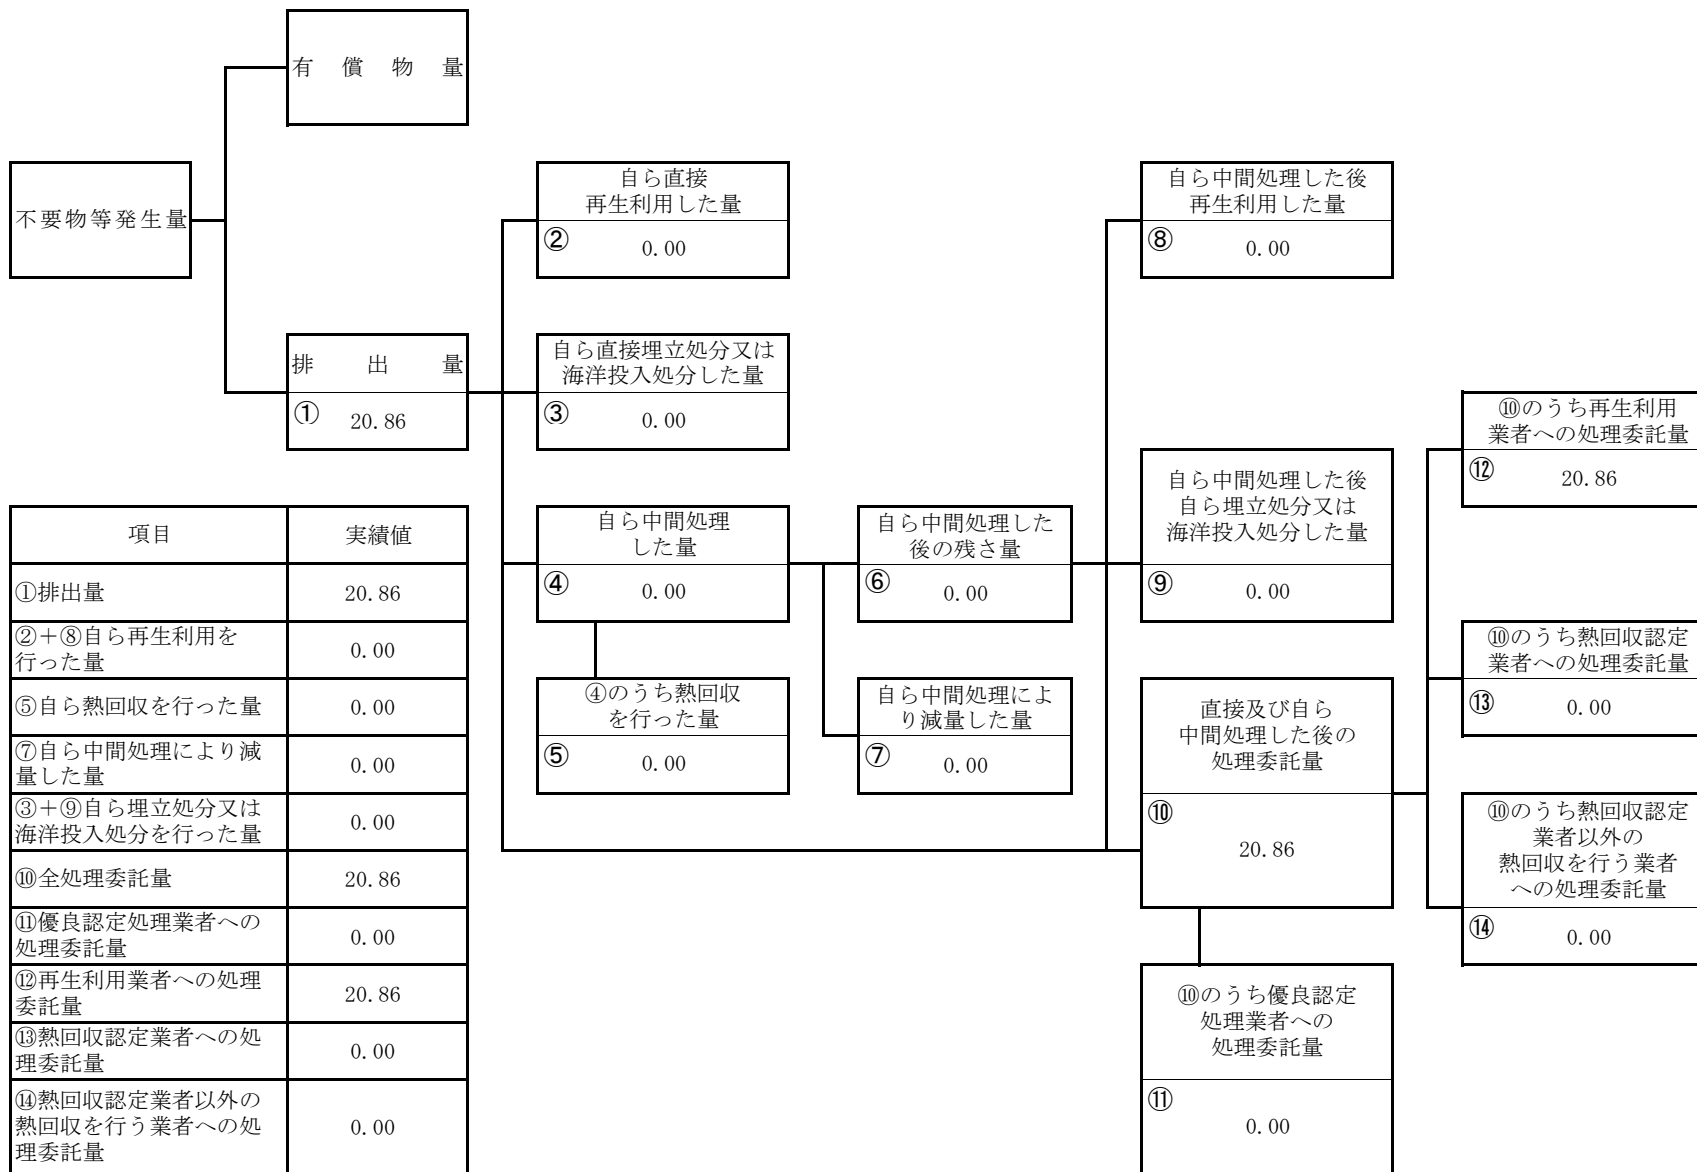 有償物量
不要物等発生量
排出量
① 20.86
自ら直接
再生利用した量
② 0.00
自ら直接埋立処分又は
海洋投入処分した量
③ 0.00
自ら中間処理
した量
④ 0.00
④のうち熱回収
を行った量
⑤ 0.00
自ら中間処理した
後の残さ量
⑥ 0.00
自ら中間処理によ
り減量した量
⑦ 0.00
自ら中間処理した後
再生利用した量
⑧ 0.00
自ら中間処理した後
自ら埋立処分又は
海洋投入処分した量
⑨ 0.00
直接及び自ら
中間処理した後の
処理委託量
⑩
20.86
⑩のうち優良認定
処理業者への
処理委託量
⑪
0.00
⑩のうち再生利用
業者への処理委託量
⑫ 20.86
⑩のうち熱回収認定
業者への処理委託量
⑬ 0.00
⑩のうち熱回収認定
業者以外の
熱回収を行う業者
への処理委託量
⑭ 0.00
項目 実績値
①排出量 20.86
②+⑧自ら再生利用を
行った量 0.00
⑤自ら熱回収を行った量 0.00
⑦自ら中間処理により減
量した量 0.00
③+⑨自ら埋立処分又は
海洋投入処分を行った量 0.00
⑩全処理委託量 20.86
⑪優良認定処理業者への
処理委託量 0.00
⑫再生利用業者への処理
委託量 20.86
⑬熱回収認定業者への処
理委託量 0.00
⑭熱回収認定業者以外の
熱回収を行う業者への処
理委託量 0.00